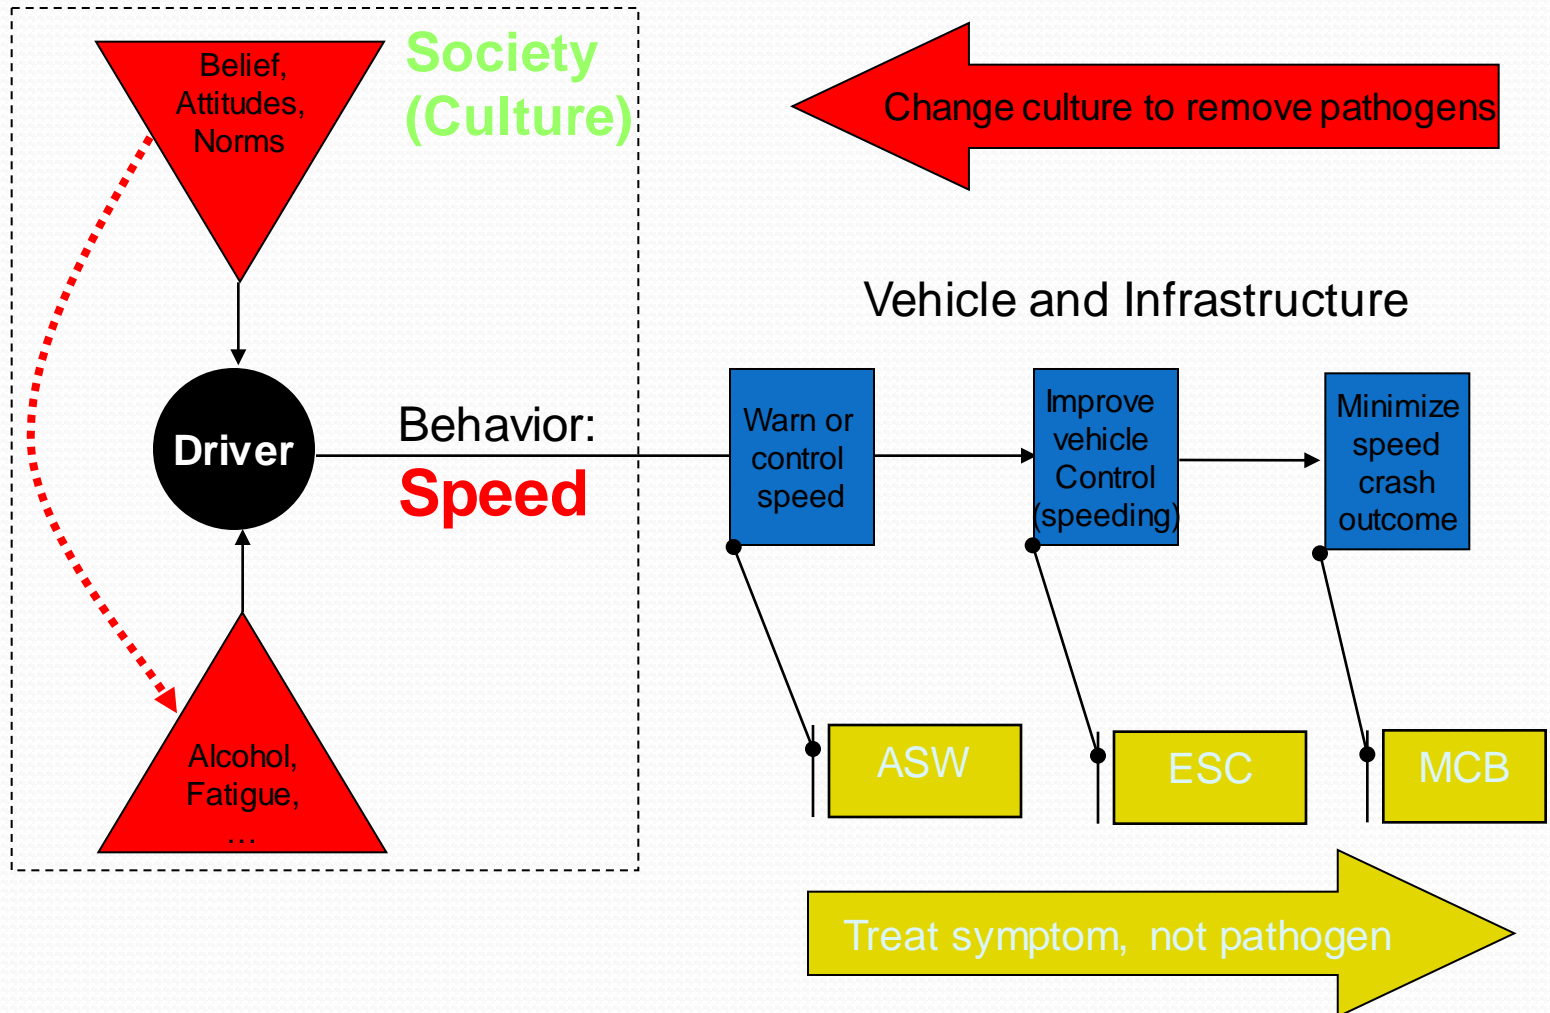 Belief,
Attitudes,
Norms
Society
(Culture)
Change culture to remove pathogens
Vehicle and Infrastructure
Driver
Behavior:
Speed
Warn or
control
speed
Improve
vehicle
Control
(speeding)
Minimize
speed
crash
outcome
Alcohol,
Fatigue,
…
ASW
ESC
MCB
Treat symptom, not pathogen